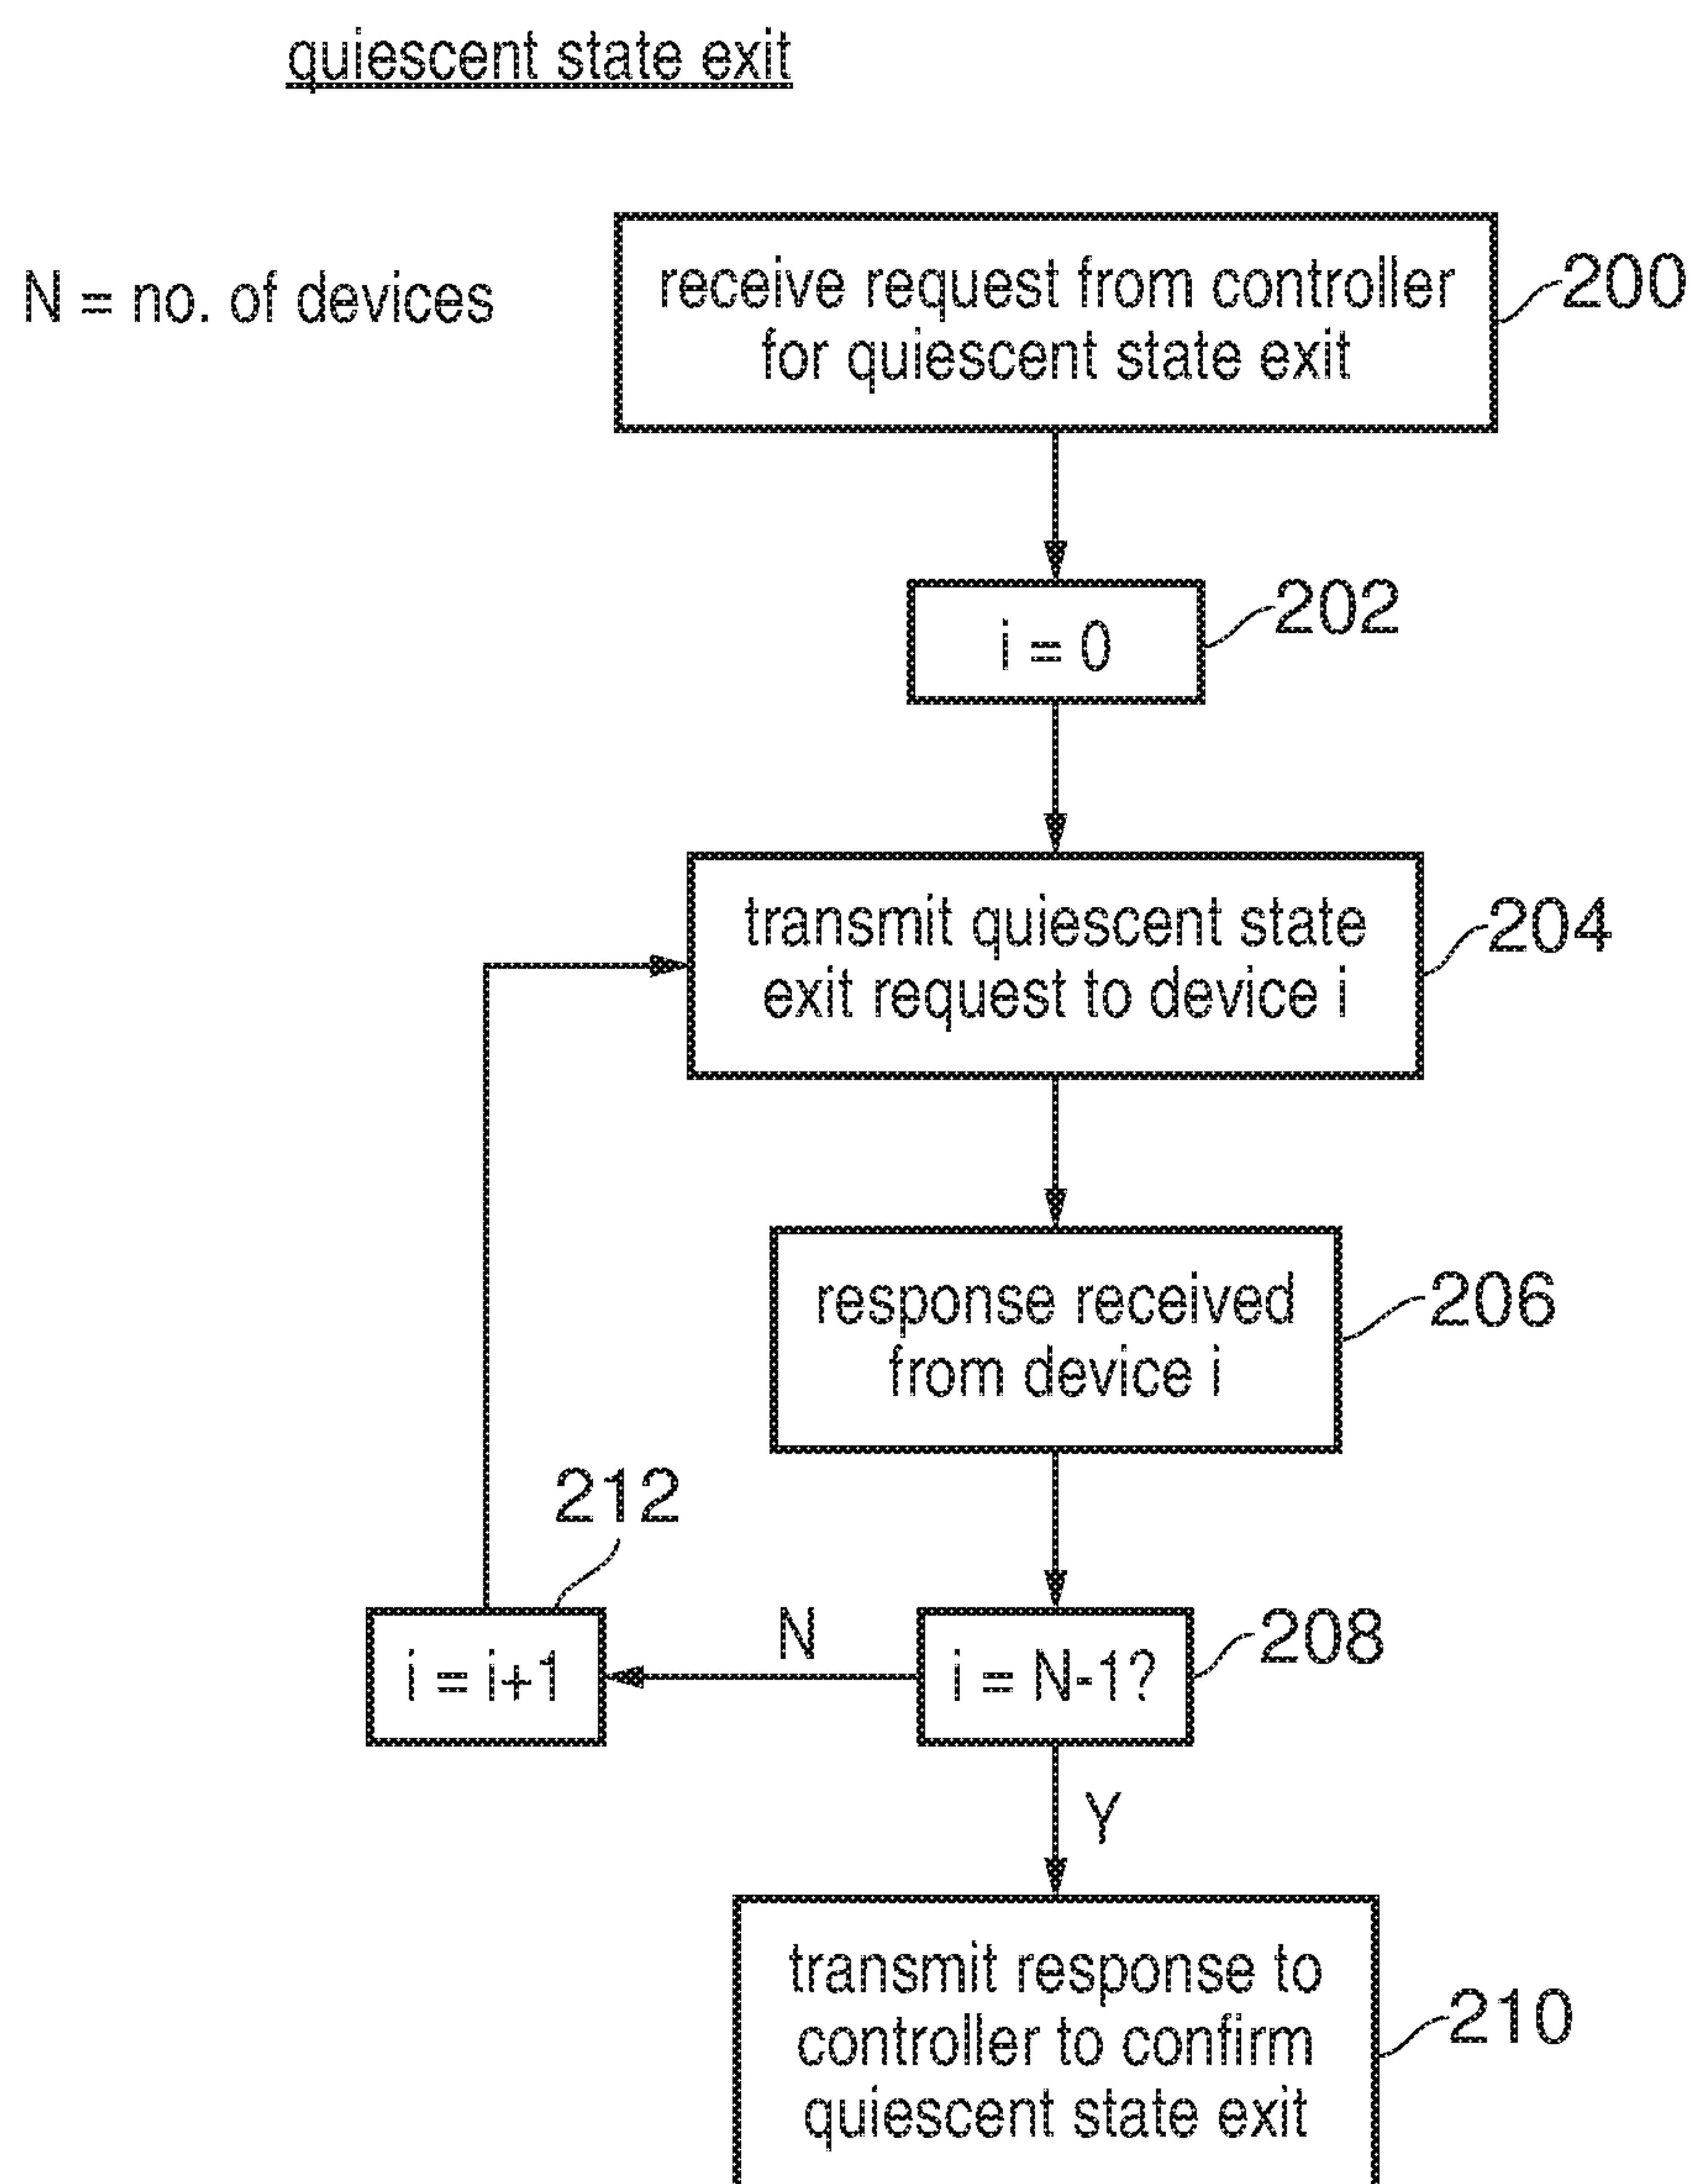 quiescent state exit
N = no. of devices
receive request from controller
for quiescent state exit
200
i = 0
202
transmit quiescent state
exit request to device i
204
response received
from device i
206
212
i = i+1
N
i = N-1?
208
Y
transmit response to
controller to confirm
quiescent state exit
210